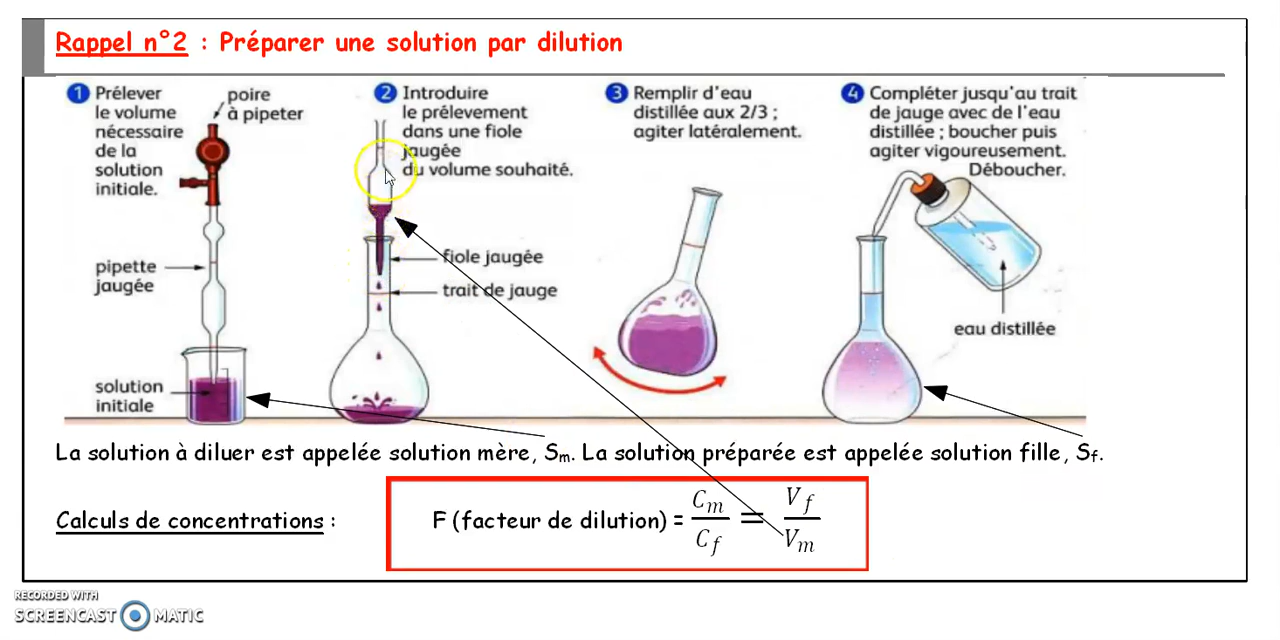 Rappel n°2 : Préparer une solution par dilution
1 Prélever
le volume
nécessaire
de la
solution
initiale.
poire
à pipeter
pipette
jaugée
solution
initiale
2 Introduire
le prélevement
dans une fiole
jaugée
du volume souhaité.
fiole jaugée
trait de jauge
3 Remplir d'eau
distillée aux 2/3 ;
agiter latéralement.
4 Compléter jusqu'au trait
de jauge avec de l'eau
distillée ; boucher puis
agiter vigoureusement.
Déboucher.
eau distillée
La solution à diluer est appelée solution mère, Sm. La solution préparée est appelée solution fille, Sf.
Calculs de concentrations :
F (facteur de dilution) = Cm/Cf = Vf/Vm
RECORDED WITH
SCREENCAST MATIC